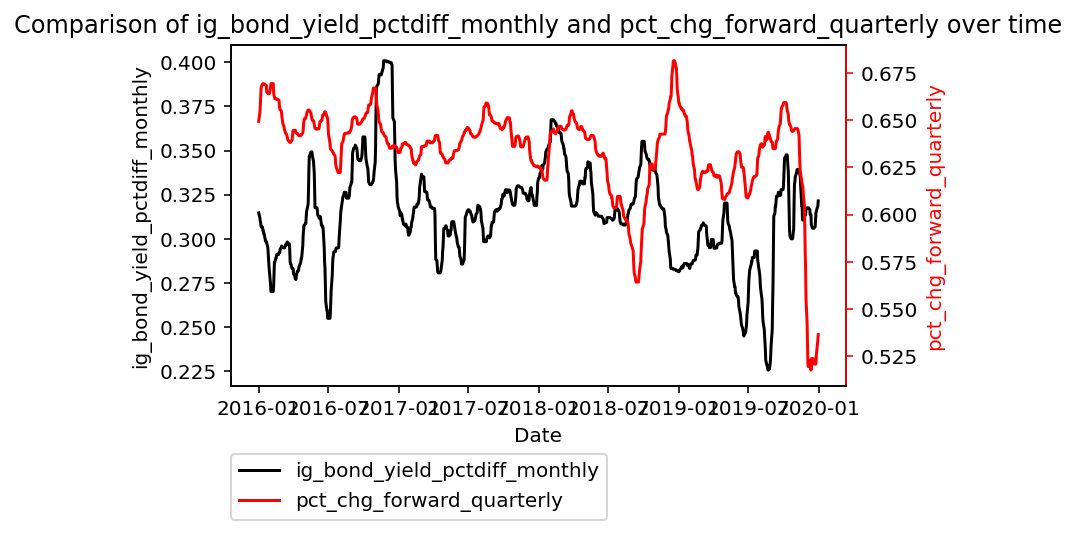 Comparison of ig_bond_yield_pctdiff_monthly and pct_chg_forward_quarterly over time
ig_bond_yield_pctdiff_monthly
0.400
0.375
0.350
0.325
0.300
0.275
0.250
0.225
0.675
0.650
0.625
0.600
0.575
0.550
0.525
pct_chg_forward_quarterly
2016-01 2016-07 2017-01 2017-07 2018-01 2018-07 2019-01 2019-07 2020-01
Date
ig_bond_yield_pctdiff_monthly
pct_chg_forward_quarterly